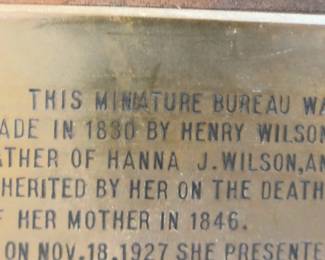 THIS MINATURE BUREAU WA
ADE IN 1830 BY HENRY WILSON
ATHER OF HANNA J. WILSON, AN
HERITED BY HER ON THE DEATH
F HER MOTHER IN 1846.
ON NOV. 18, 1927 SHE PRESENTE